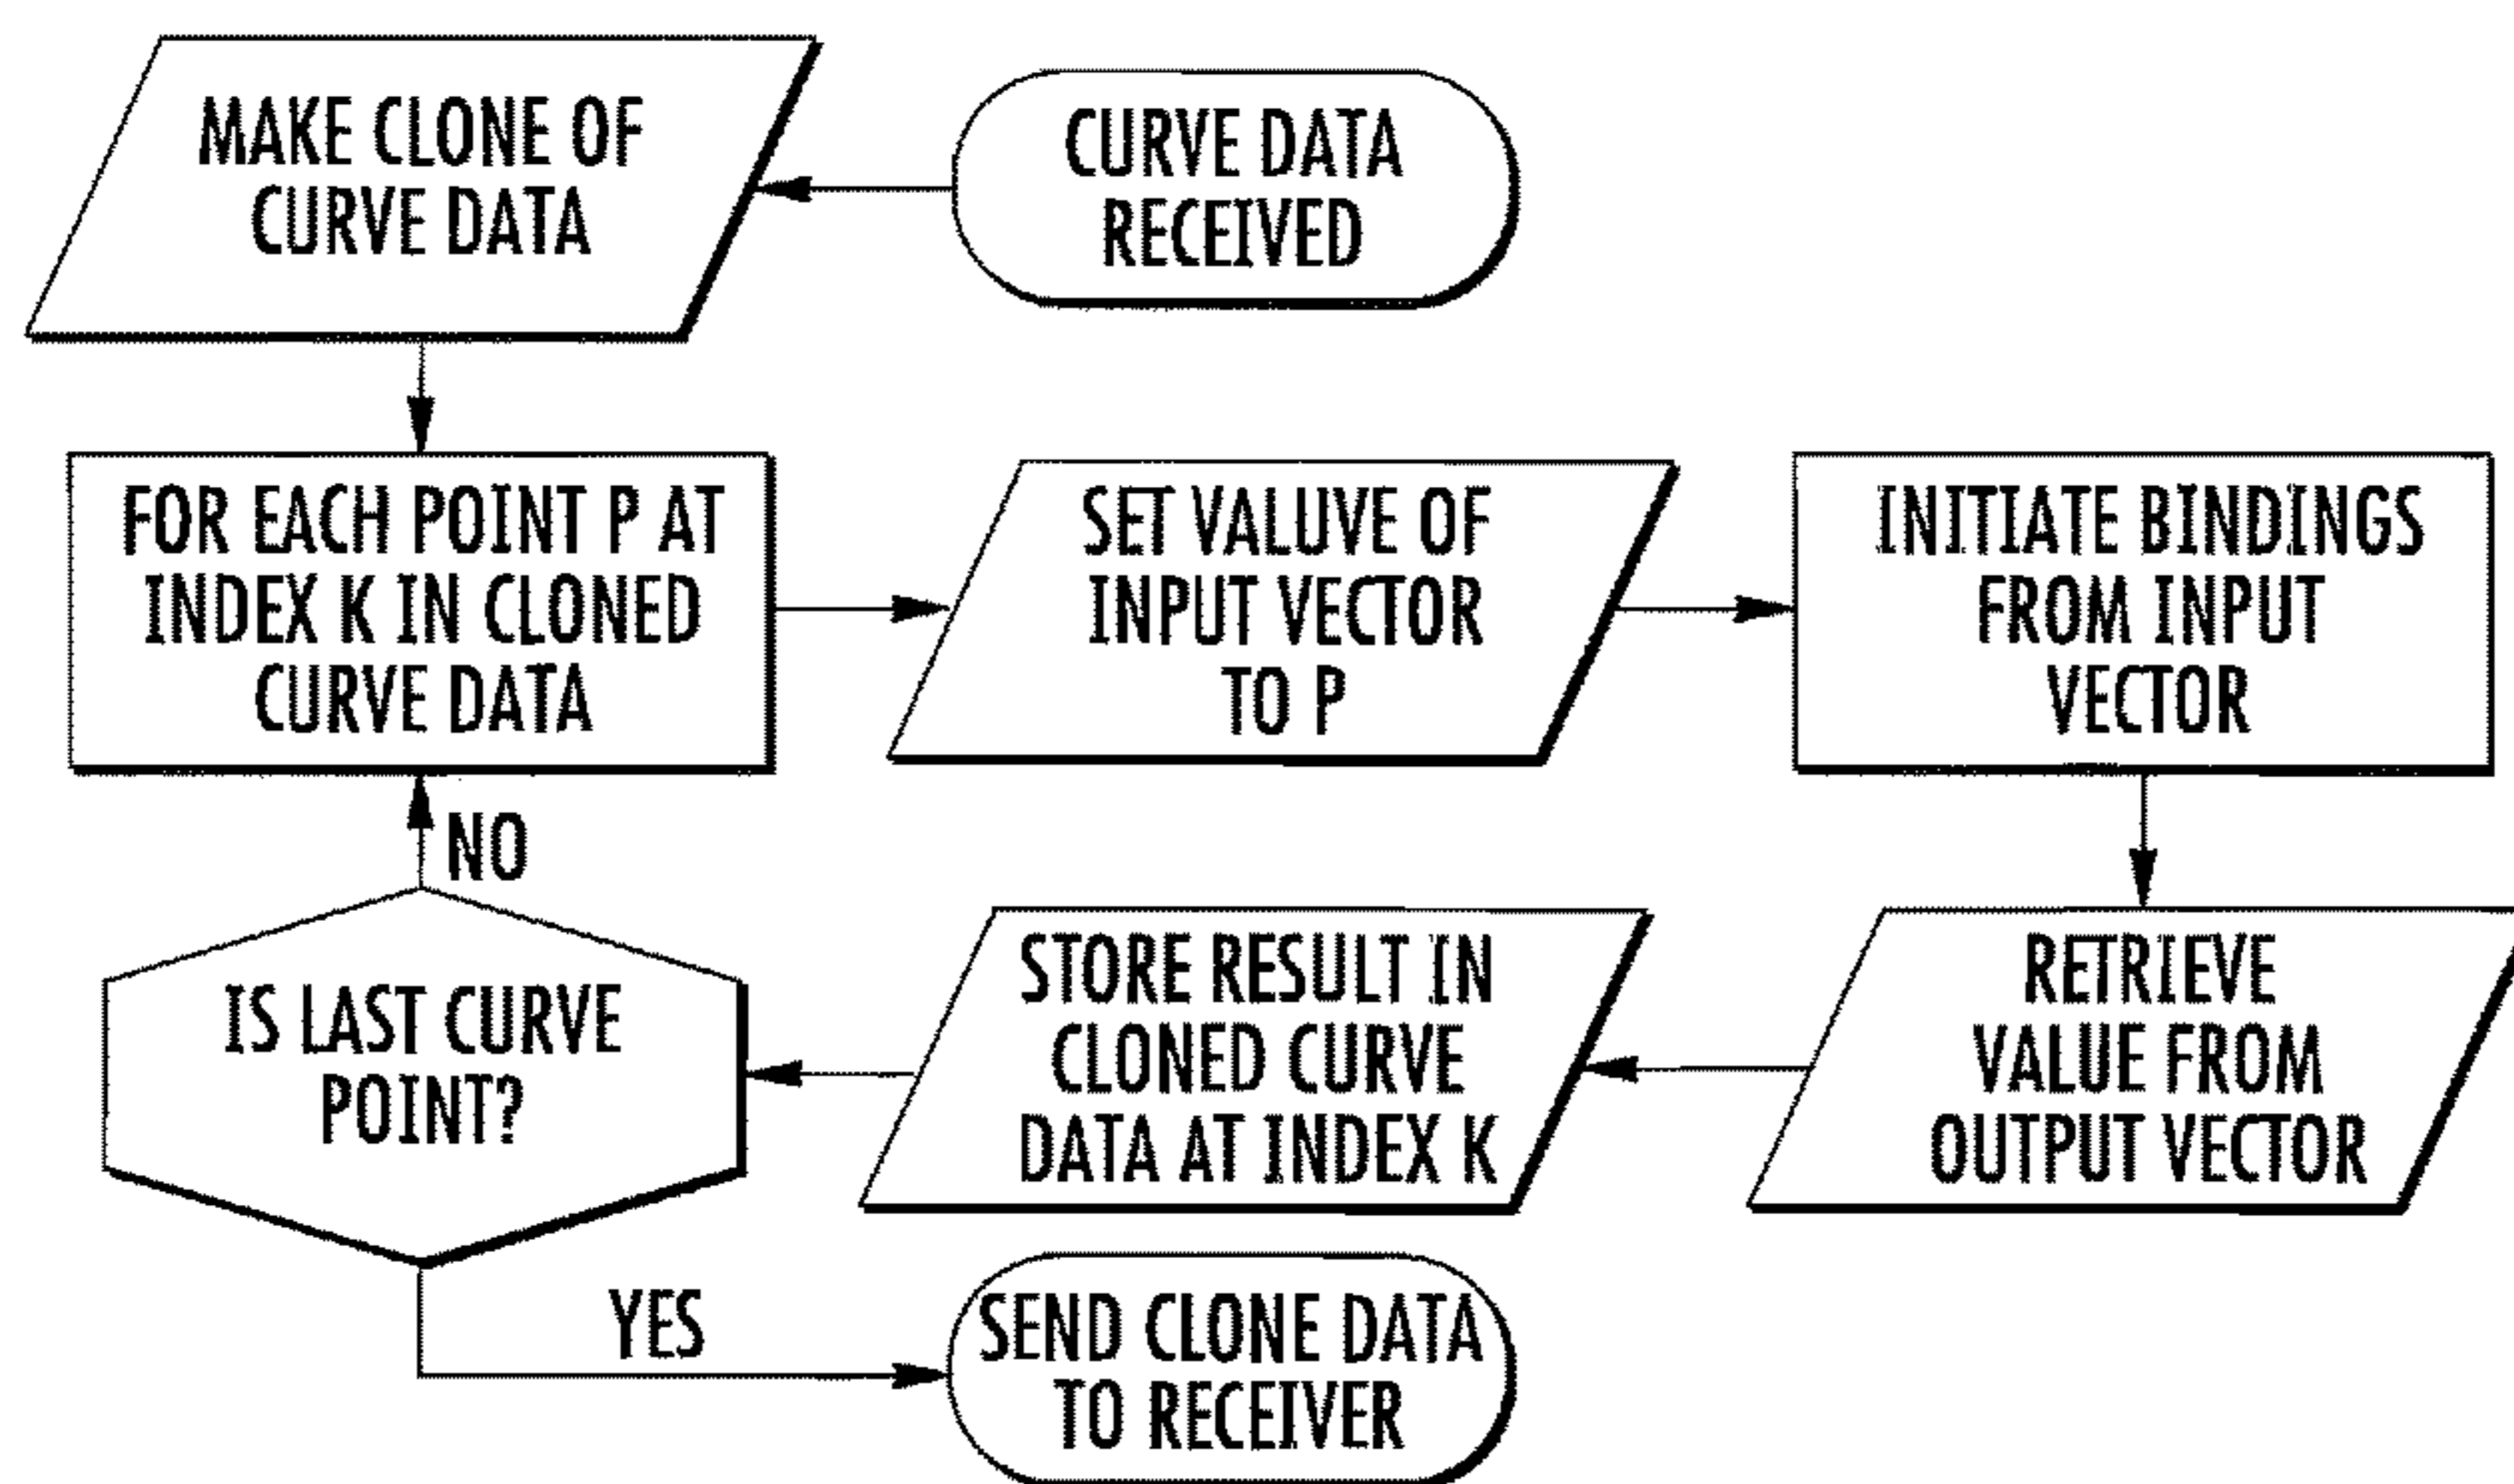 MAKE CLONE OF
CURVE DATA
CURVE DATA
RECEIVED
FOR EACH POINT P AT
INDEX K IN CLONED
CURVE DATA
SET VALUVE OF
INPUT VECTOR
TO P
INITIATE BINDINGS
FROM INPUT
VECTOR
NO
IS LAST CURVE
POINT?
STORE RESULT IN
CLONED CURVE
DATA AT INDEX K
RETRIEVE
VALUE FROM
OUTPUT VECTOR
YES
SEND CLONE DATA
TO RECEIVER